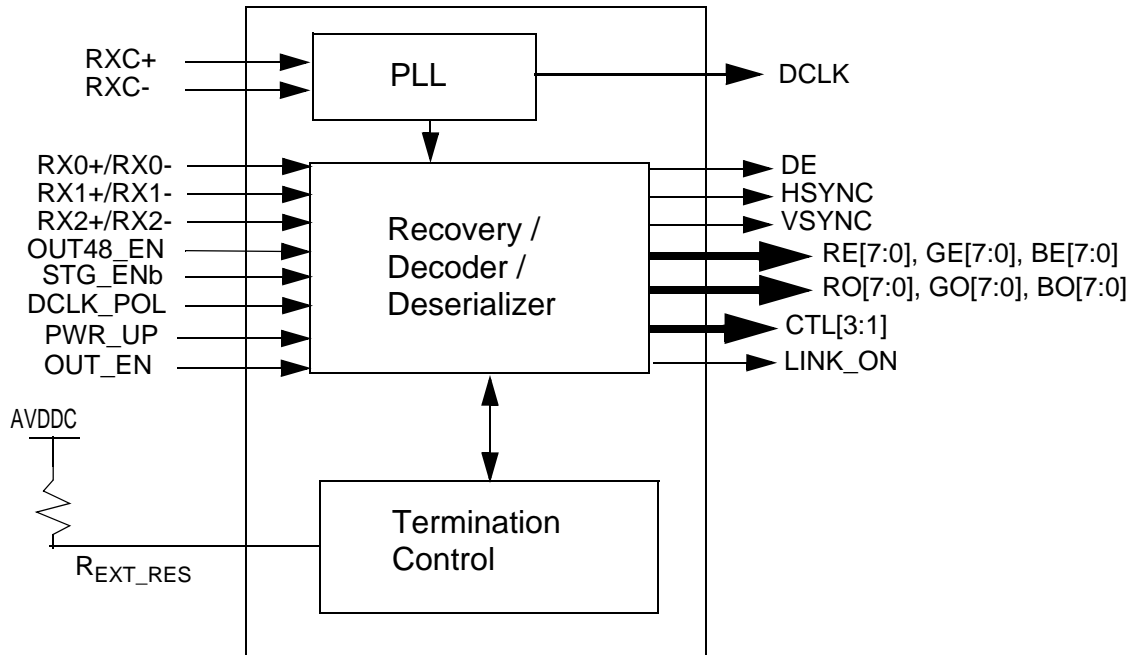 RXC+
RXC-
PLL
DCLK
RX0+/RX0-
RX1+/RX1-
RX2+/RX2-
OUT48_EN
STG_ENb
DCLK_POL
PWR_UP
OUT_EN
Recovery /
Decoder /
Deserializer
DE
HSYNC
VSYNC
RE[7:0], GE[7:0], BE[7:0]
RO[7:0], GO[7:0], BO[7:0]
CTL[3:1]
LINK_ON
AVDDC
REXT_RES
Termination
Control